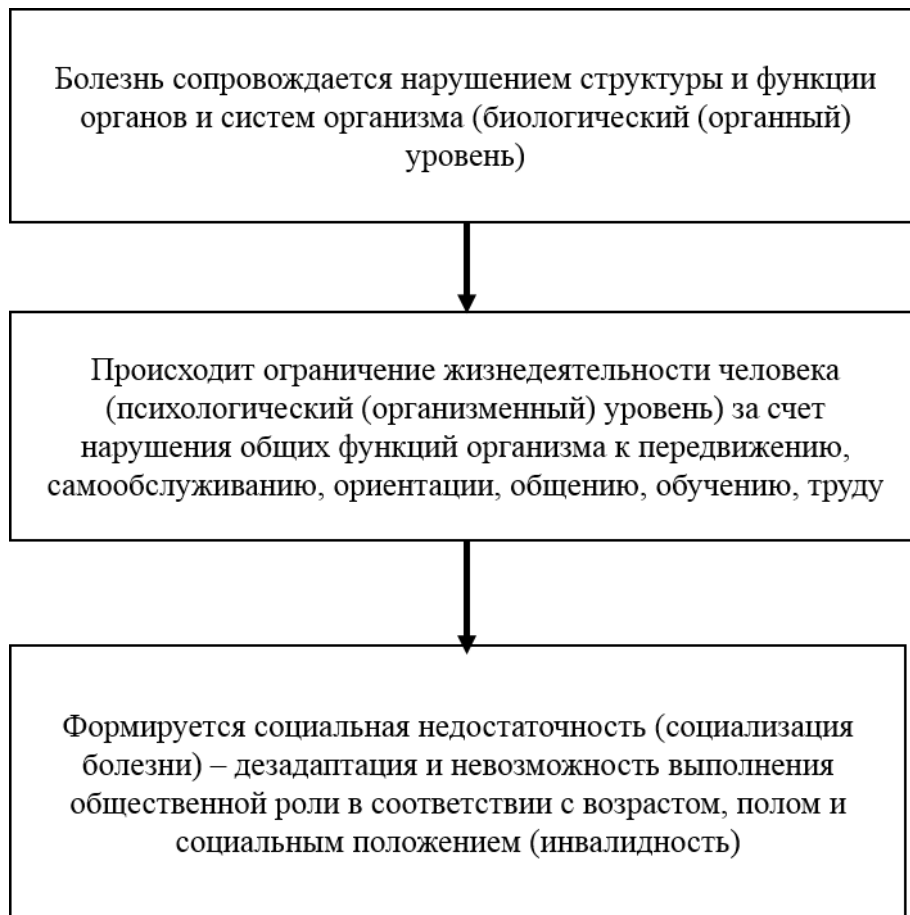 Болезнь сопровождается нарушением структуры и функции
органов и систем организма (биологический (органный)
уровень)
Происходит ограничение жизнедеятельности человека
(психологический (организменный) уровень) за счет
нарушения общих функций организма к передвижению,
самообслуживанию, ориентации, общению, обучению, труду
Формируется социальная недостаточность (социализация
болезни) – дезадаптация и невозможность выполнения
общественной роли в соответствии с возрастом, полом и
социальным положением (инвалидность)